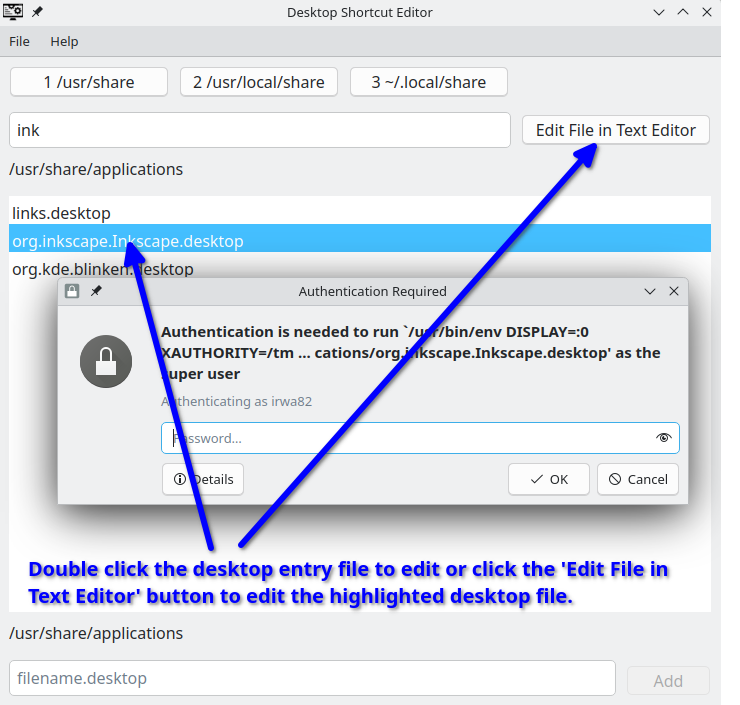 Desktop Shortcut Editor
File Help
1 /usr/share 2 /usr/local/share 3 ~/.local/share
ink
Edit File in Text Editor
/usr/share/applications
links.desktop
org.inkscape.Inkscape.desktop
org.kde.blinken.desktop
Authentication Required
Authentication is needed to run `/usr/bin/env DISPLAY=:0
XAUTHORITY=/tm ... cations/org.inkscape.Inkscape.desktop' as the
super user
Authenticating as irwa82
Password...
Details OK Cancel
Double click the desktop entry file to edit or click the 'Edit File in
Text Editor' button to edit the highlighted desktop file.
/usr/share/applications
filename.desktop
Add